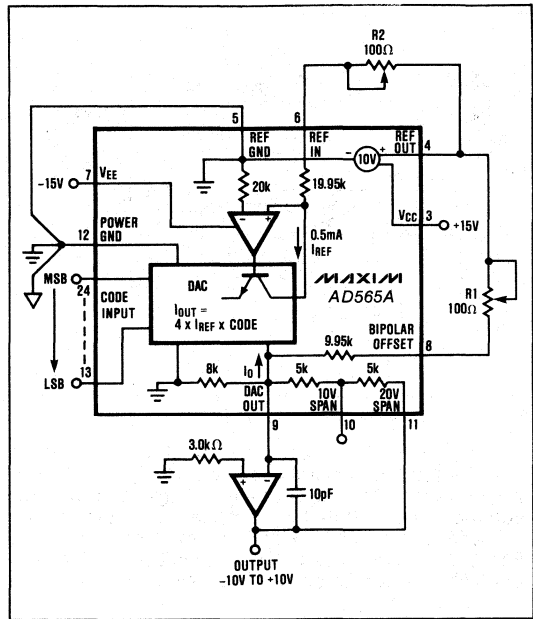 R2
100Ω
5
6
REF
GND
REF
IN
- 10V +
REF
OUT
4
7
VEE
-15V
20k
19.95k
VCC
3
+15V
12
POWER
GND
- +
0.5mA
IREF
MAXIM
AD565A
MSB
24
CODE
INPUT
DAC
IOUT =
4 x IREF x CODE
R1
100Ω
BIPOLAR
OFFSET
8
9.95k
13
LSB
8k
IO
5k
5k
DAC
OUT
10V
SPAN
20V
SPAN
9
10
11
3.0kΩ
+ -
10pF
OUTPUT
-10V TO +10V